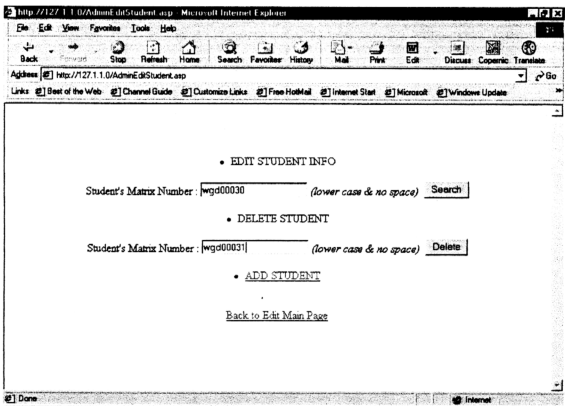 http://127.1.1.0/AdminEditStudent.asp - Microsoft Internet Explorer
File Edit View Favorites Tools Help
Back Forward Stop Refresh Home Search Favorites History Mail Print Edit Discuss Copernic Translate
Address http://127.1.1.0/AdminEditStudent.asp Go
Links Best of the Web Channel Guide Customize Links Free HotMail Internet Start Microsoft Windows Update
• EDIT STUDENT INFO
Student's Matrix Number : wgd00030 (lower case & no space) Search
• DELETE STUDENT
Student's Matrix Number : wgd00031 (lower case & no space) Delete
• ADD STUDENT
Back to Edit Main Page
Done Internet